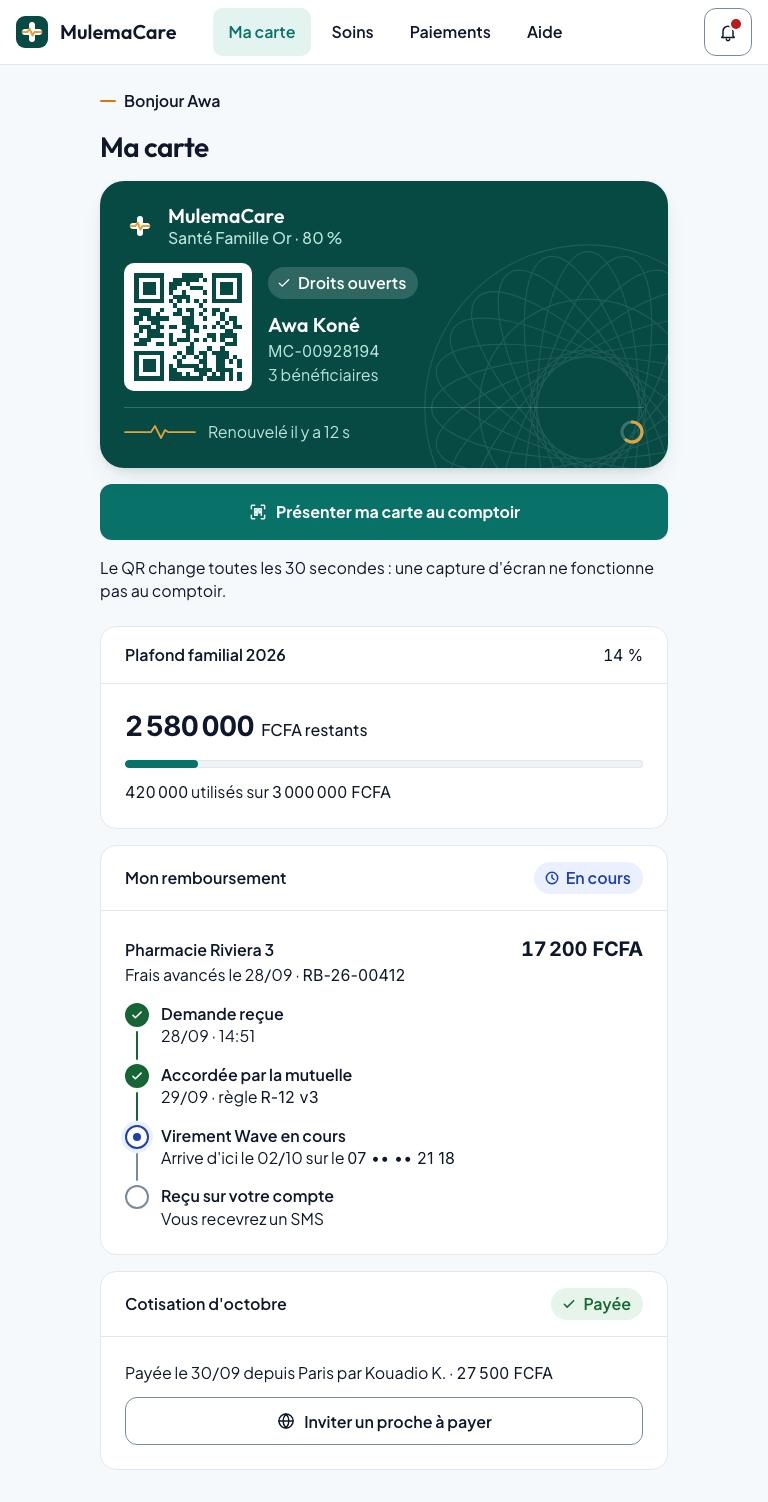 MulemaCare
Ma carte
Soins
Paiements
Aide
Bonjour Awa
Ma carte
MulemaCare
Santé Famille Or · 80 %
Droits ouverts
Awa Koné
MC-00928194
3 bénéficiaires
Renouvelé il y a 12 s
Présenter ma carte au comptoir
Le QR change toutes les 30 secondes : une capture d'écran ne fonctionne
pas au comptoir.
Plafond familial 2026
14 %
2 580 000 FCFA restants
420 000 utilisés sur 3 000 000 FCFA
Mon remboursement
En cours
Pharmacie Riviera 3
17 200 FCFA
Frais avancés le 28/09 · RB-26-00412
Demande reçue
28/09 · 14:51
Accordée par la mutuelle
29/09 · règle R-12 v3
Virement Wave en cours
Arrive d'ici le 02/10 sur le 07 •• •• 21 18
Reçu sur votre compte
Vous recevrez un SMS
Cotisation d'octobre
Payée
Payée le 30/09 depuis Paris par Kouadio K. · 27 500 FCFA
Inviter un proche à payer